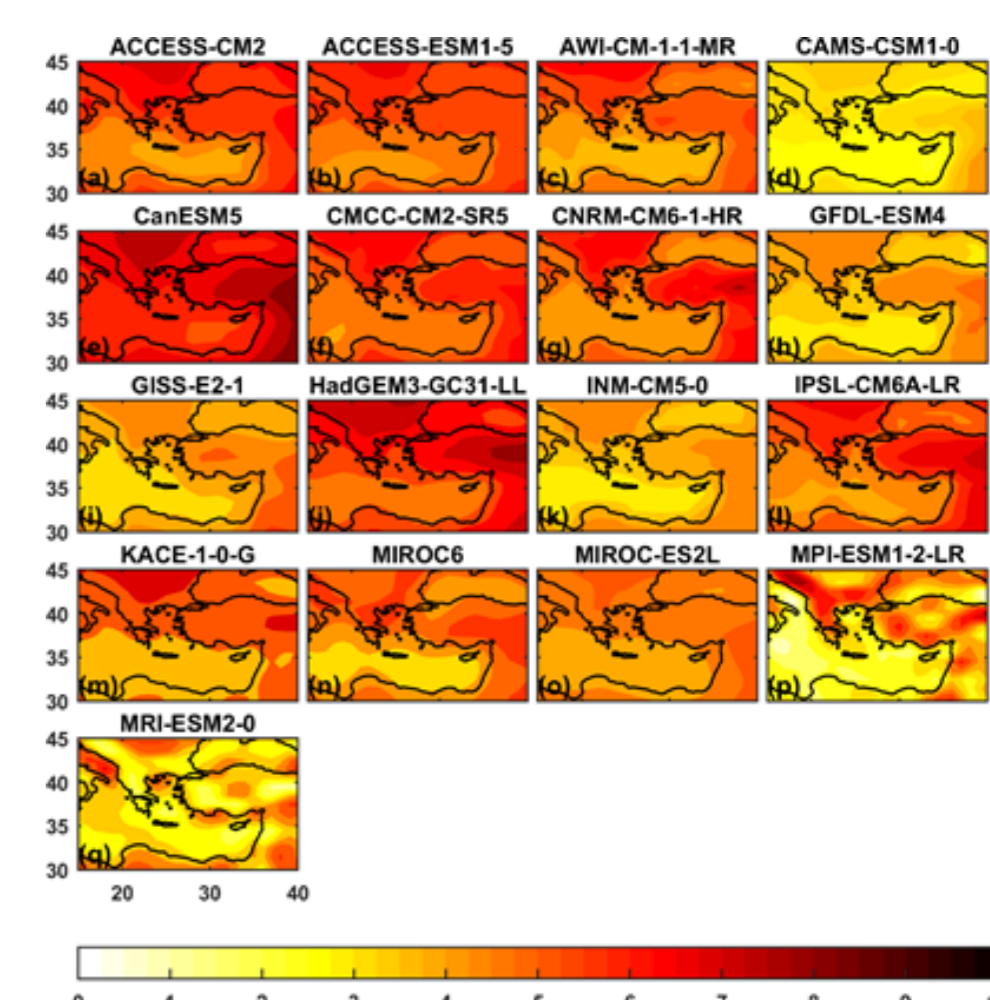 ACCESS-CM2 ACCESS-ESM1-5 AWI-CM-1-1-MR CAMS-CSM1-0
45
40
35
30
(a) (b) (c) (d)
CanESM5 CMCC-CM2-SR5 CNRM-CM6-1-HR GFDL-ESM4
45
40
35
30
(e) (f) (g) (h)
GISS-E2-1 HadGEM3-GC31-LL INM-CM5-0 IPSL-CM6A-LR
45
40
35
30
(i) (j) (k) (l)
KACE-1-0-G MIROC6 MIROC-ES2L MPI-ESM1-2-LR
45
40
35
30
(m) (n) (o) (p)
MRI-ESM2-0
45
40
35
30
(q)
20 30 40